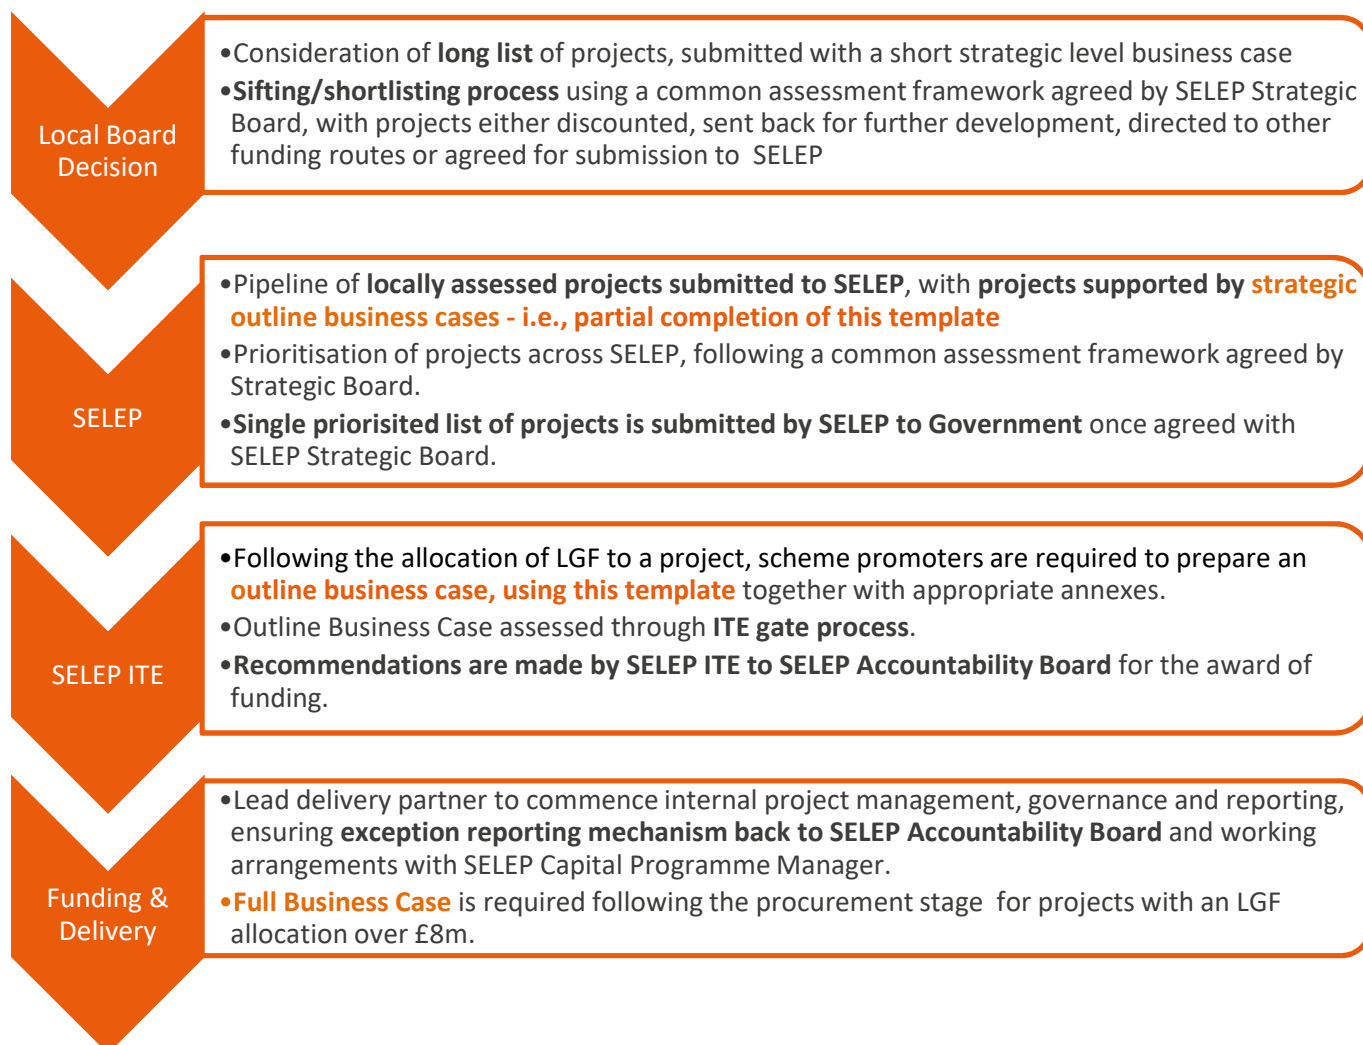 Local Board
Decision
•Consideration of long list of projects, submitted with a short strategic level business case
•Sifting/shortlisting process using a common assessment framework agreed by SELEP Strategic
Board, with projects either discounted, sent back for further development, directed to other
funding routes or agreed for submission to  SELEP
SELEP
•Pipeline of locally assessed projects submitted to SELEP, with projects supported by strategic
outline business cases - i.e., partial completion of this template
•Prioritisation of projects across SELEP, following a common assessment framework agreed by
Strategic Board.
•Single priorisited list of projects is submitted by SELEP to Government once agreed with
SELEP Strategic Board.
SELEP ITE
•Following the allocation of LGF to a project, scheme promoters are required to prepare an
outline business case, using this template together with appropriate annexes.
•Outline Business Case assessed through ITE gate process.
•Recommendations are made by SELEP ITE to SELEP Accountability Board for the award of
funding.
Funding &
Delivery
•Lead delivery partner to commence internal project management, governance and reporting,
ensuring exception reporting mechanism back to SELEP Accountability Board and working
arrangements with SELEP Capital Programme Manager.
•Full Business Case is required following the procurement stage  for projects with an LGF
allocation over £8m.